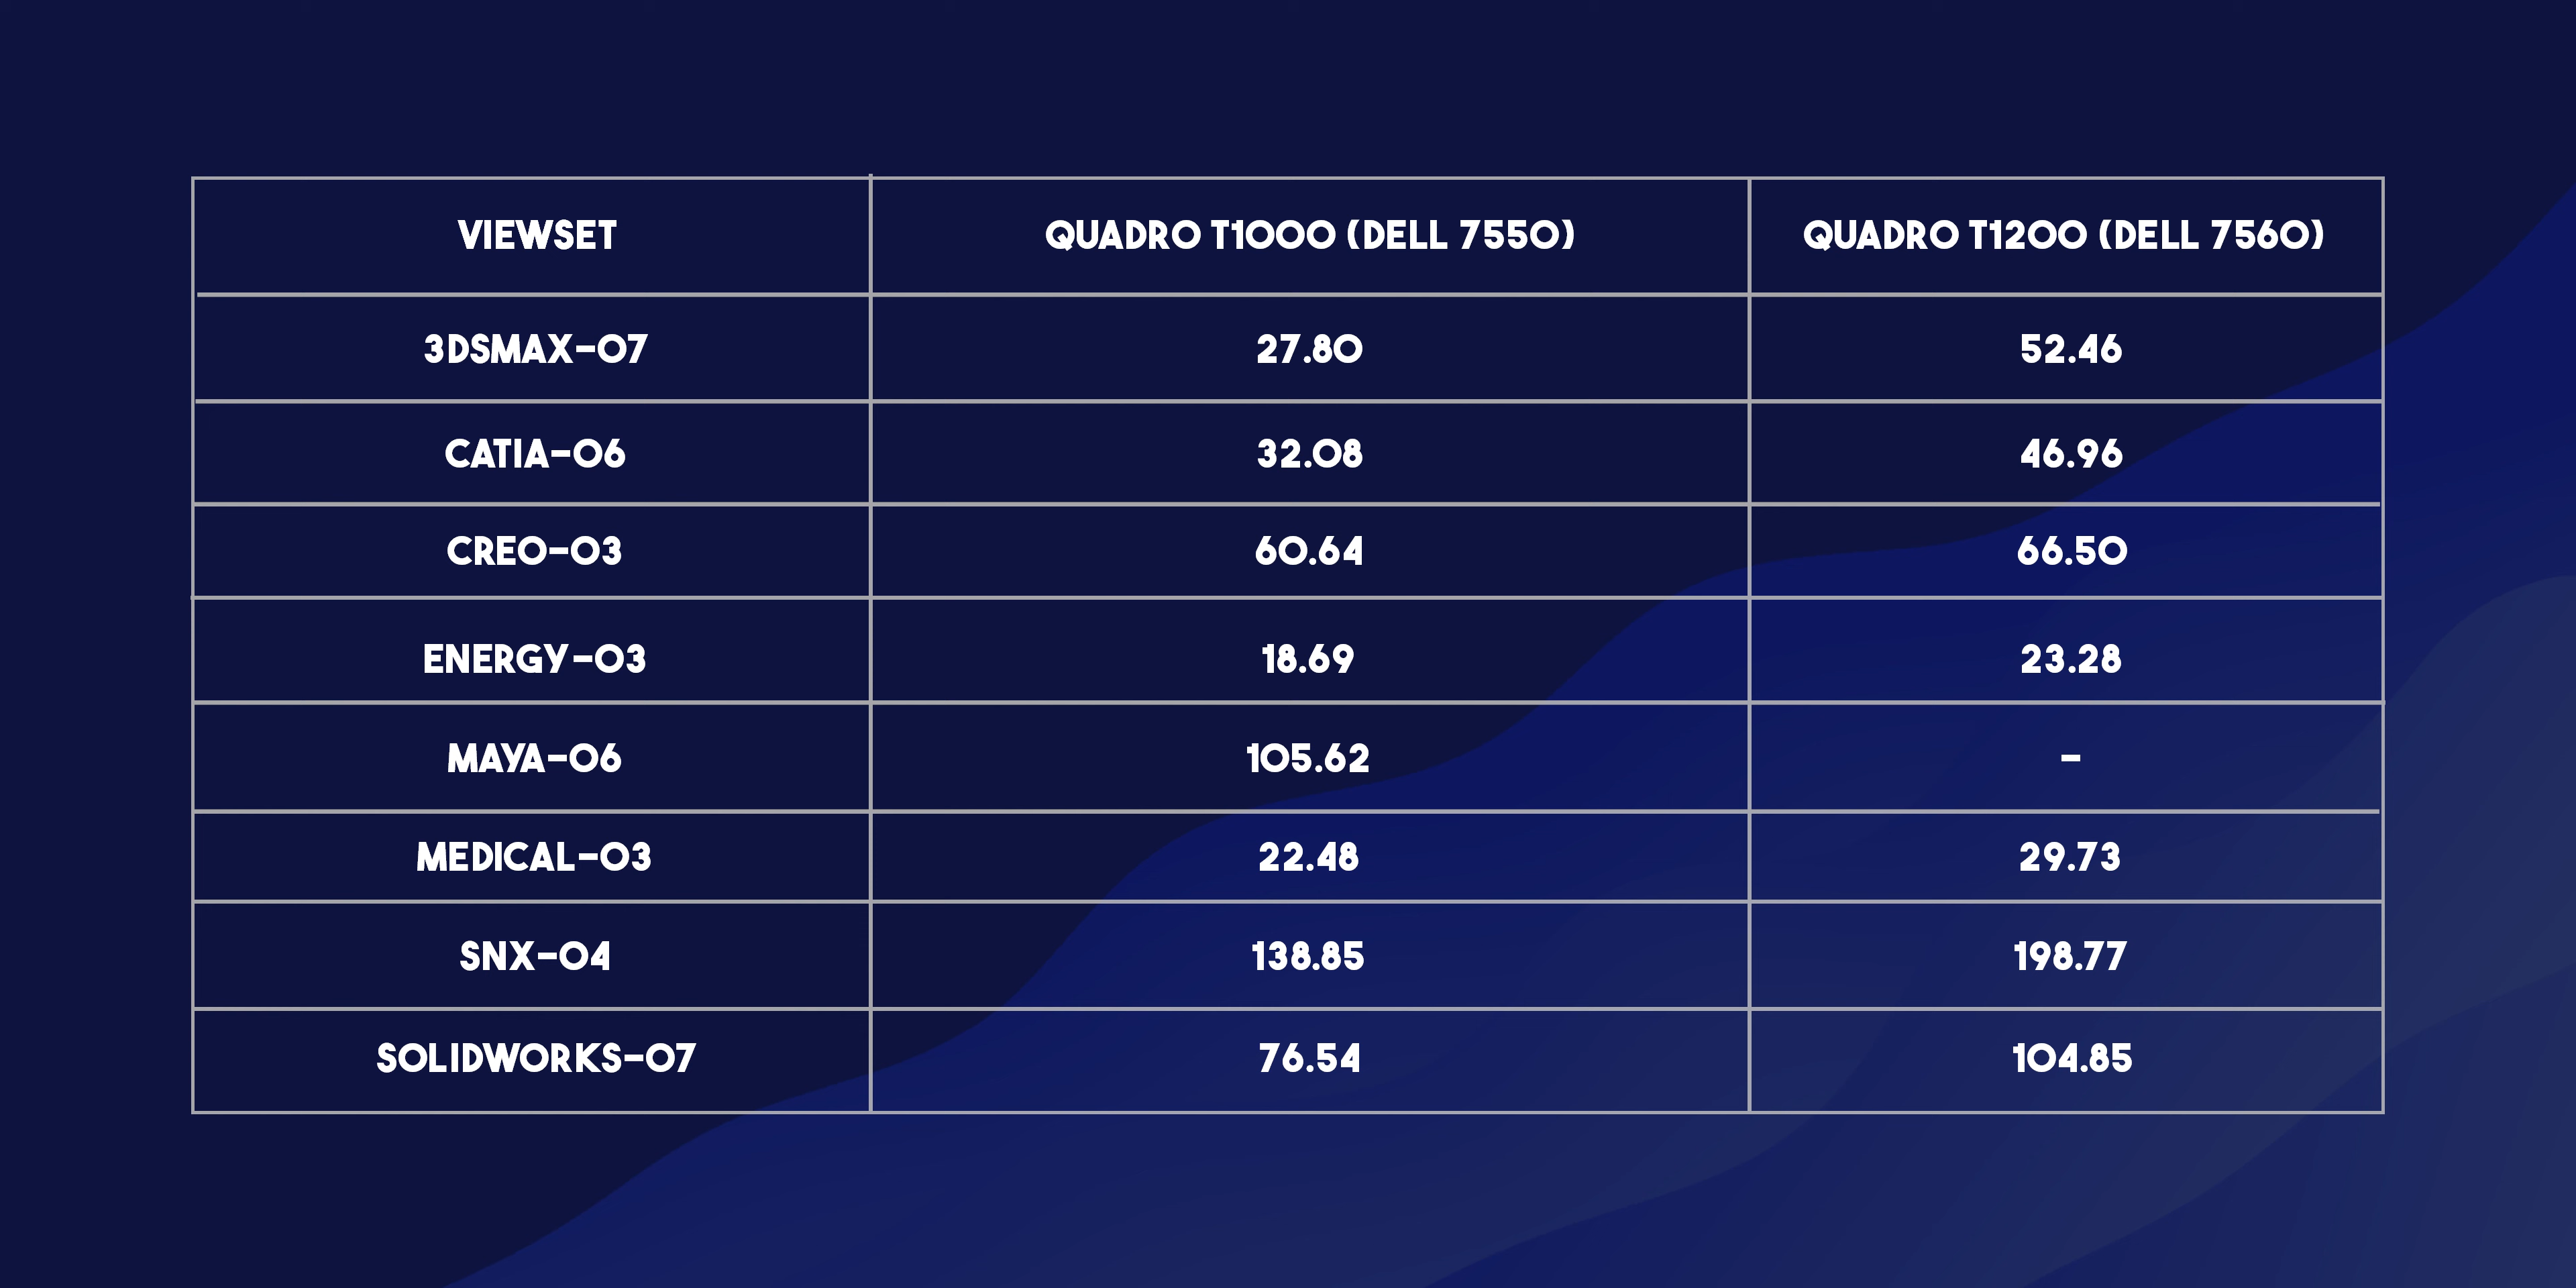 VIEWSET QUADRO T1000 (DELL 7550) QUADRO T1200 (DELL 7560)
3DSMAX-07 27.80 52.46
CATIA-06 32.08 46.96
CREO-03 60.64 66.50
ENERGY-03 18.69 23.28
MAYA-06 105.62 -
MEDICAL-03 22.48 29.73
SNX-04 138.85 198.77
SOLIDWORKS-07 76.54 104.85